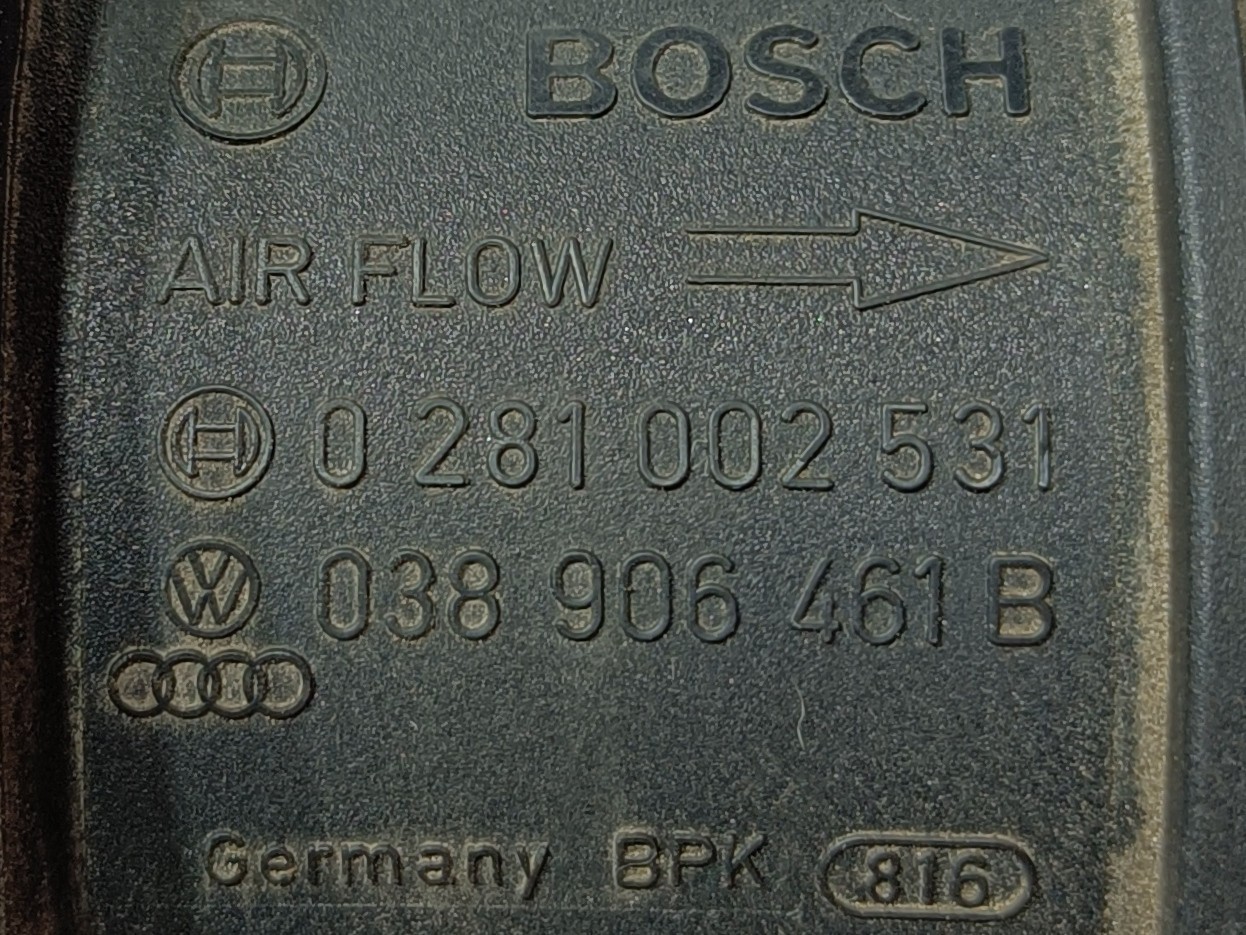 BOSCH
AIR FLOW
0 281 002 531
038 906 461 B
Germany BPK 816